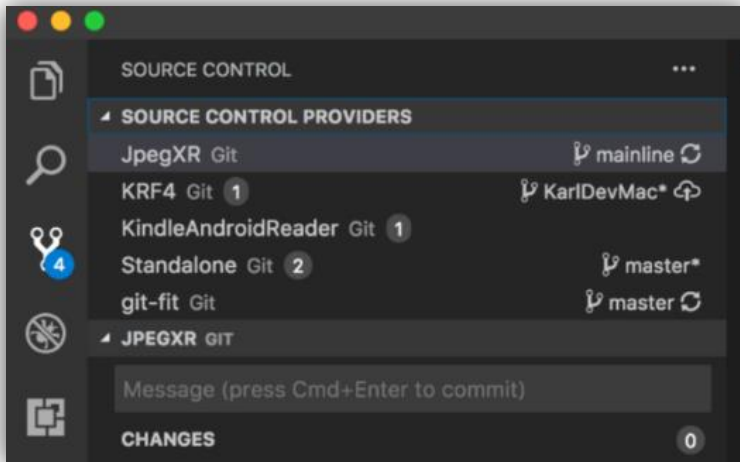 SOURCE CONTROL ...
SOURCE CONTROL PROVIDERS
JpegXR Git mainline
KRF4 Git 1 KarlDevMac*
KindleAndroidReader Git 1
Standalone Git 2 master*
4
git-fit Git master
JPEGXR GIT
Message (press Cmd+Enter to commit)
CHANGES 0